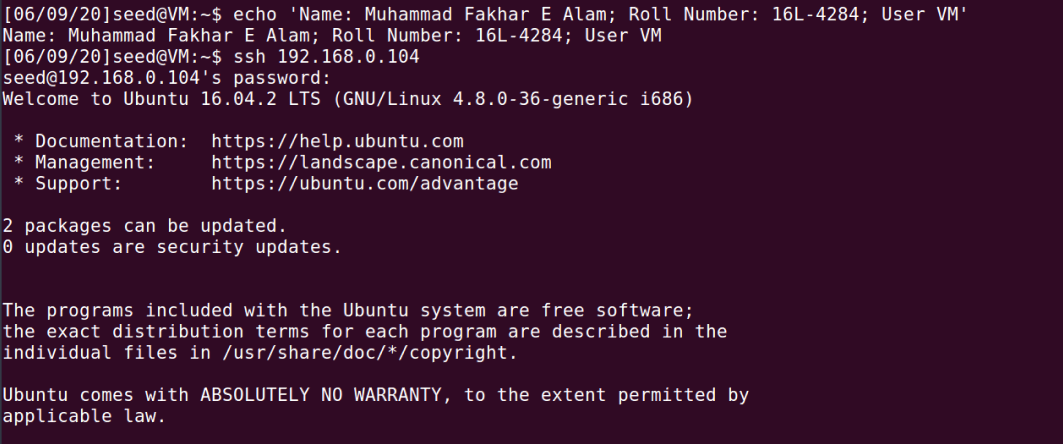 [06/09/20]seed@VM:~$ echo 'Name: Muhammad Fakhar E Alam; Roll Number: 16L-4284; User VM'
Name: Muhammad Fakhar E Alam; Roll Number: 16L-4284; User VM
[06/09/20]seed@VM:~$ ssh 192.168.0.104
seed@192.168.0.104's password:
Welcome to Ubuntu 16.04.2 LTS (GNU/Linux 4.8.0-36-generic i686)

 * Documentation:  https://help.ubuntu.com
 * Management:     https://landscape.canonical.com
 * Support:        https://ubuntu.com/advantage

2 packages can be updated.
0 updates are security updates.


The programs included with the Ubuntu system are free software;
the exact distribution terms for each program are described in the
individual files in /usr/share/doc/*/copyright.

Ubuntu comes with ABSOLUTELY NO WARRANTY, to the extent permitted by
applicable law.